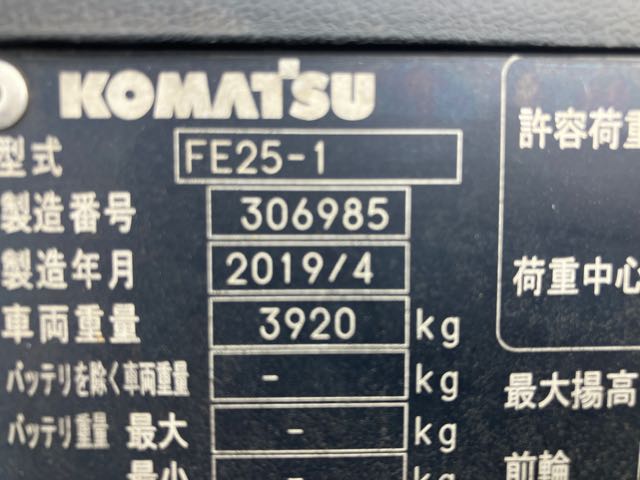 KOMATSU
型式 FE25-1
製造番号 306985
製造年月 2019/4
車両重量 3920 kg
バッテリを除く車両重量 - kg
バッテリ重量 最大 - kg
最小 - kg
許容荷重
荷重中心
最大揚高
前輪